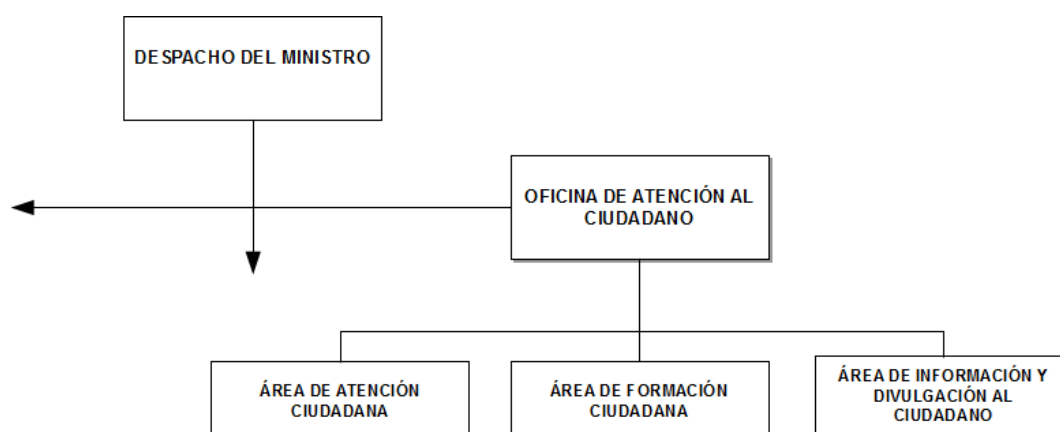 DESPACHO DEL MINISTRO
OFICINA DE ATENCIÓN AL
CIUDADANO
ÁREA DE ATENCIÓN
CIUDADANA
ÁREA DE FORMACIÓN
CIUDADANA
ÁREA DE INFORMACIÓN Y
DIVULGACIÓN AL
CIUDADANO